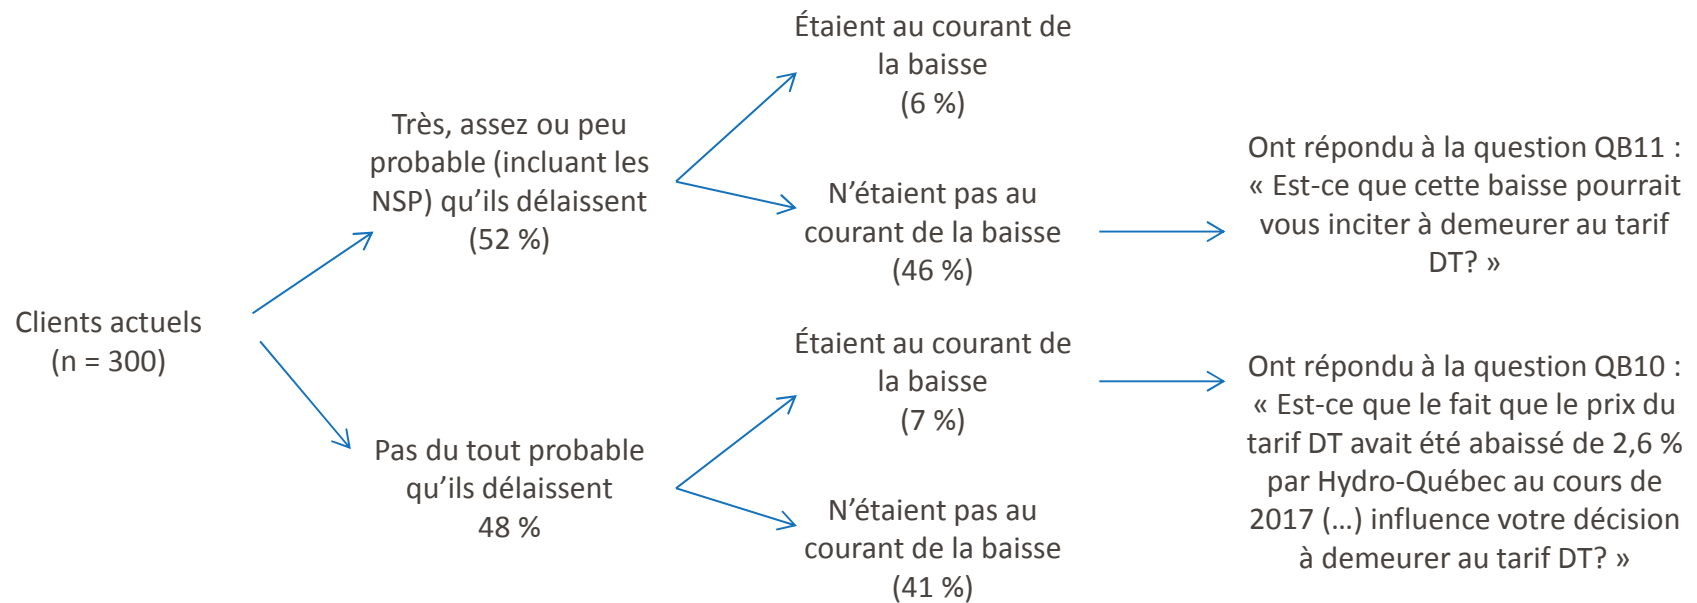 Clients actuels
(n = 300)
Très, assez ou peu
probable (incluant les
NSP) qu’ils délaissent
(52 %)
Pas du tout probable
qu’ils délaissent
48 %
Étaient au courant de
la baisse
(6 %)
N’étaient pas au
courant de la baisse
(46 %)
Étaient au courant de
la baisse
(7 %)
N’étaient pas au
courant de la baisse
(41 %)
Ont répondu à la question QB11 :
« Est-ce que cette baisse pourrait
vous inciter à demeurer au tarif
DT? »
Ont répondu à la question QB10 :
« Est-ce que le fait que le prix du
tarif DT avait été abaissé de 2,6 %
par Hydro-Québec au cours de
2017 (…) influence votre décision
à demeurer au tarif DT? »